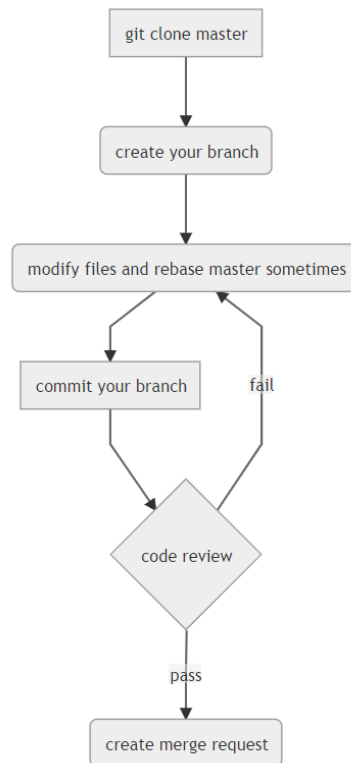 git clone master
create your branch
modify files and rebase master sometimes
commit your branch
fail
code review
pass
create merge request